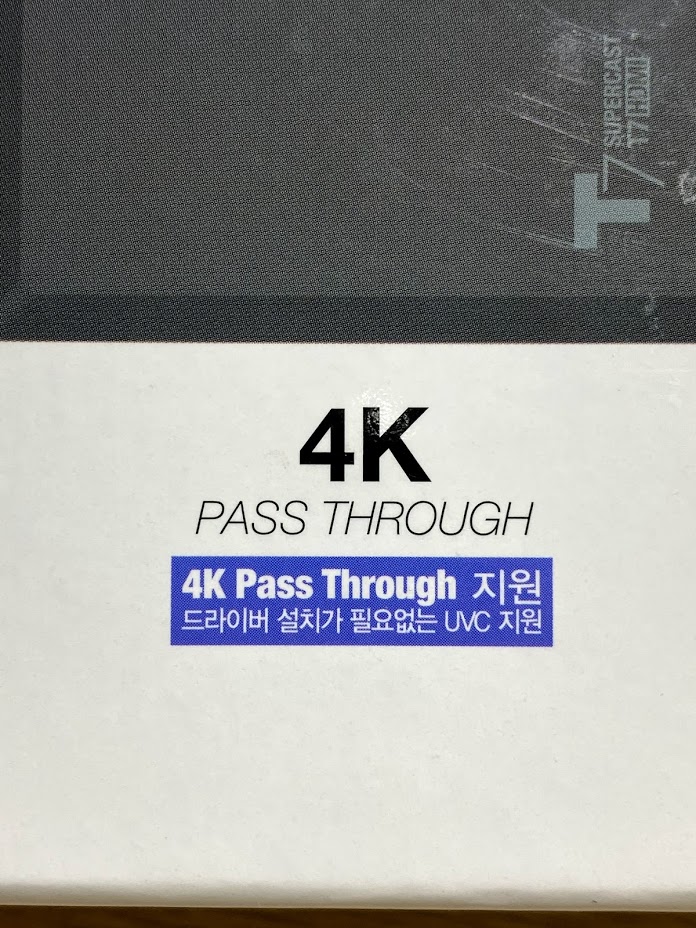 T7
SUPERCAST
T7 HDMI+
4K
PASS THROUGH
4K Pass Through 지원
드라이버 설치가 필요없는 UVC 지원